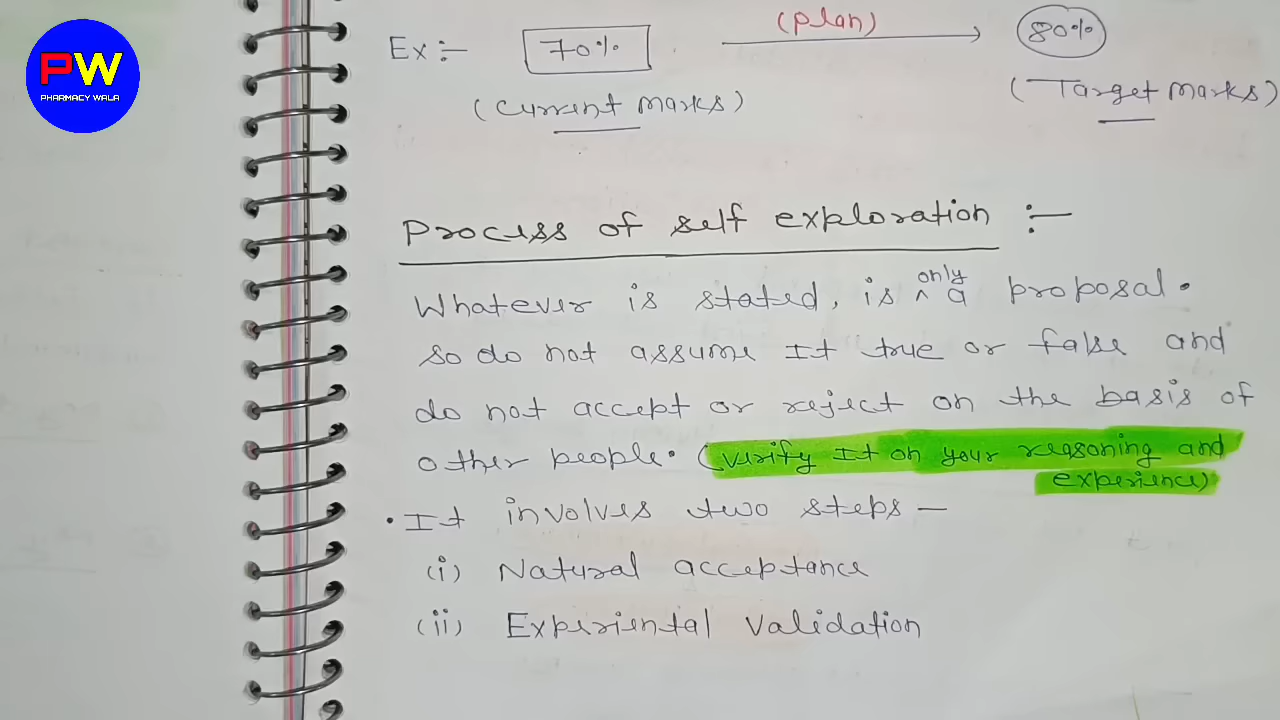 PW
PHARMACY WALA
Ex :- 70% (plan) 80%
(Current marks) (Target marks)
Process of self exploration :-
Whatever is stated, is only a proposal.
so do not assume It true or false and
do not accept or reject on the basis of
other people. (verify It on your reasoning and
experience)
• It involves two steps -
(i) Natural acceptance
(ii) Experiental validation